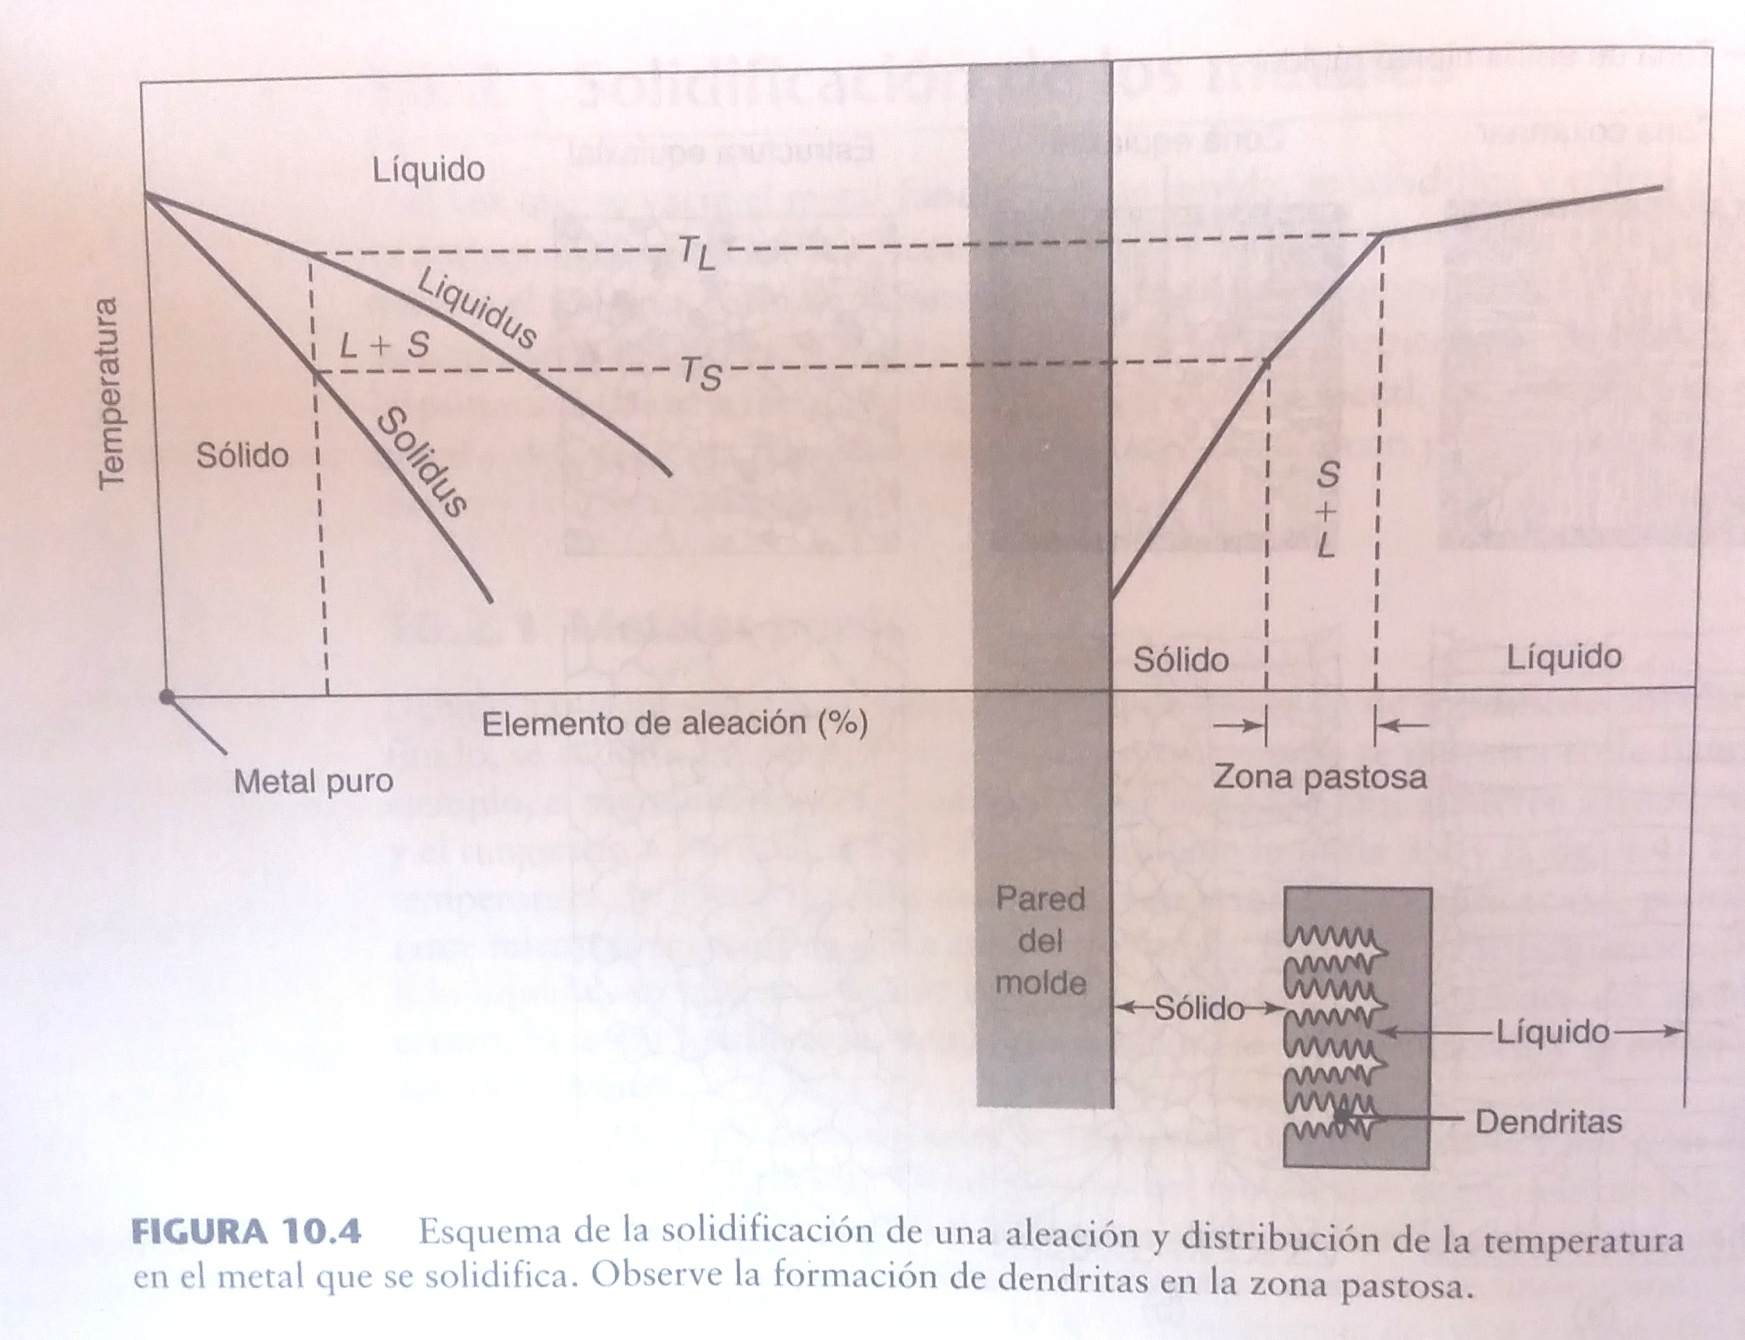 Líquido
T_L
Liquidus
L + S
T_S
Temperatura
Sólido
Solidus
S
+
L
Sólido
Líquido
Elemento de aleación (%)
Metal puro
Zona pastosa
Pared
del
molde
Sólido
Líquido
Dendritas
FIGURA 10.4 Esquema de la solidificación de una aleación y distribución de la temperatura
en el metal que se solidifica. Observe la formación de dendritas en la zona pastosa.